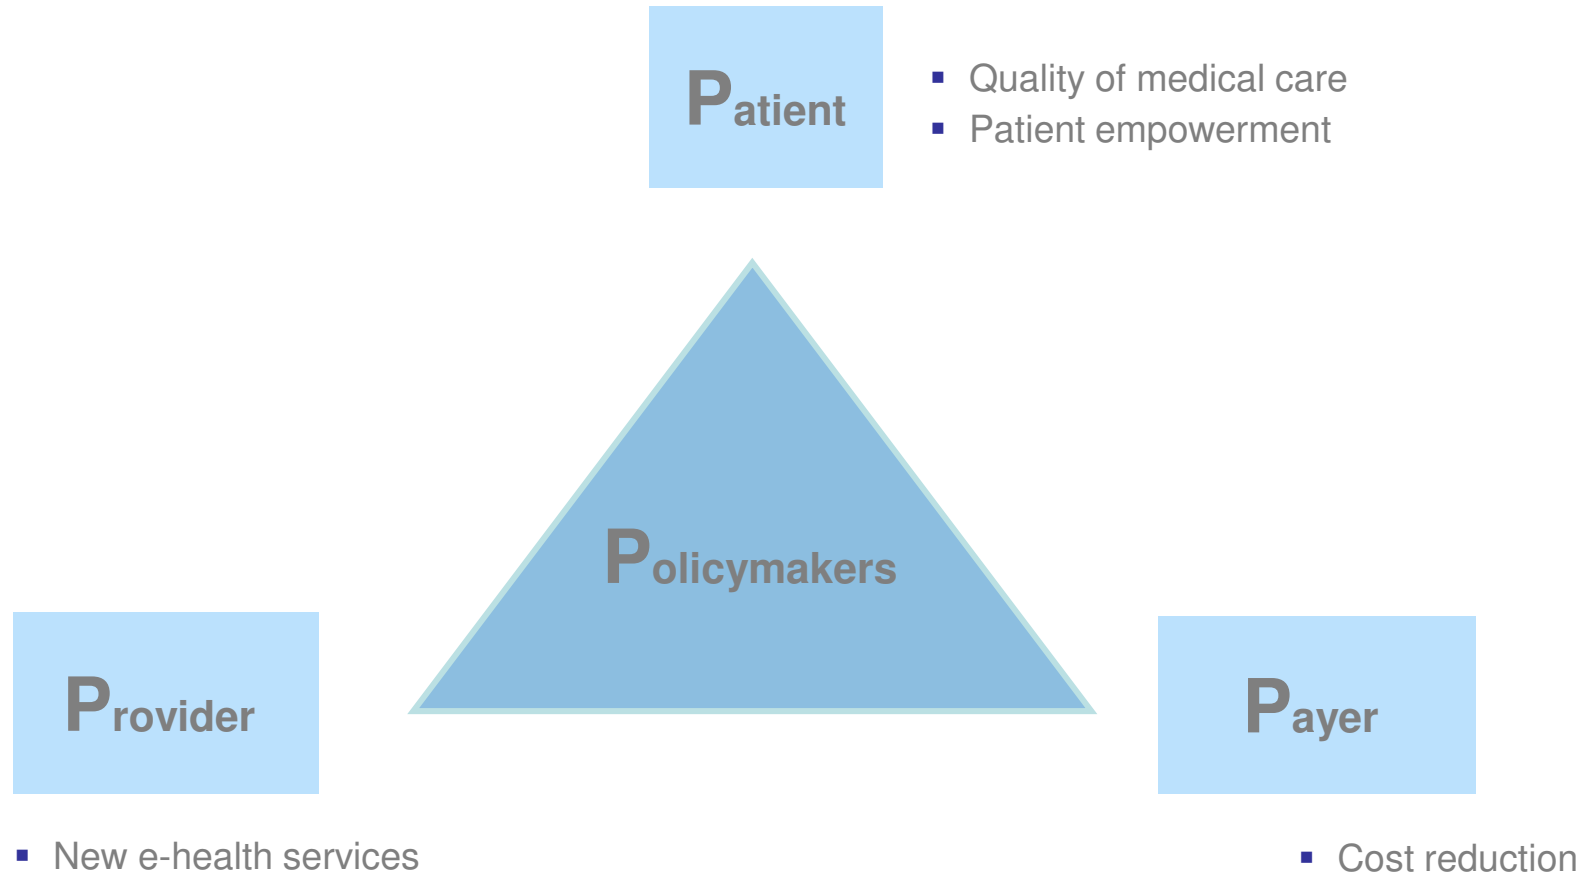 Patient
▪ Quality of medical care
▪ Patient empowerment
Policymakers
Provider
Payer
▪ New e-health services
▪ Cost reduction